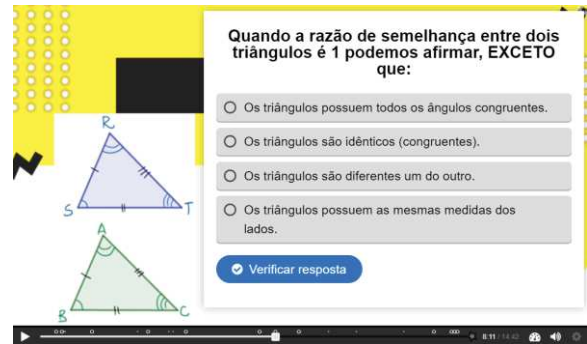 Quando a razão de semelhança entre dois
triângulos é 1 podemos afirmar, EXCETO
que:
Os triângulos possuem todos os ângulos congruentes.
Os triângulos são idênticos (congruentes).
Os triângulos são diferentes um do outro.
Os triângulos possuem as mesmas medidas dos
lados.
Verificar resposta
R
S
T
A
B
C
8:11 / 14:42